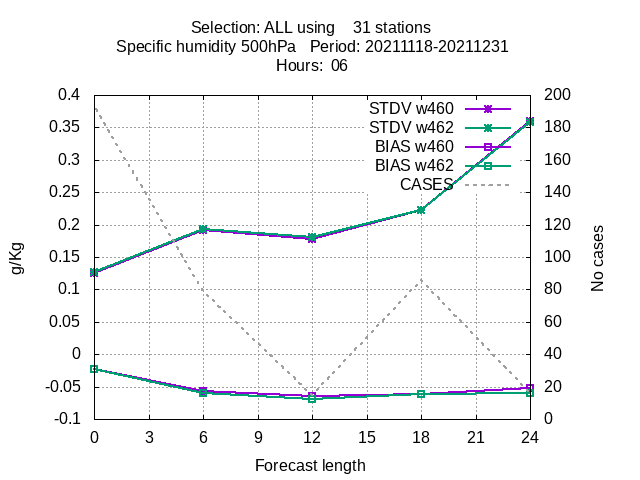 Selection: ALL using 31 stations
Specific humidity 500hPa Period: 20211118-20211231
Hours: 06
0.4
0.35
0.3
0.25
0.2
0.15
0.1
0.05
0
-0.05
-0.1
200
180
160
140
120
100
80
60
40
20
0
STDV w460
STDV w462
BIAS w460
BIAS w462
CASES
g/Kg
No cases
0 3 6 9 12 15 18 21 24
Forecast length